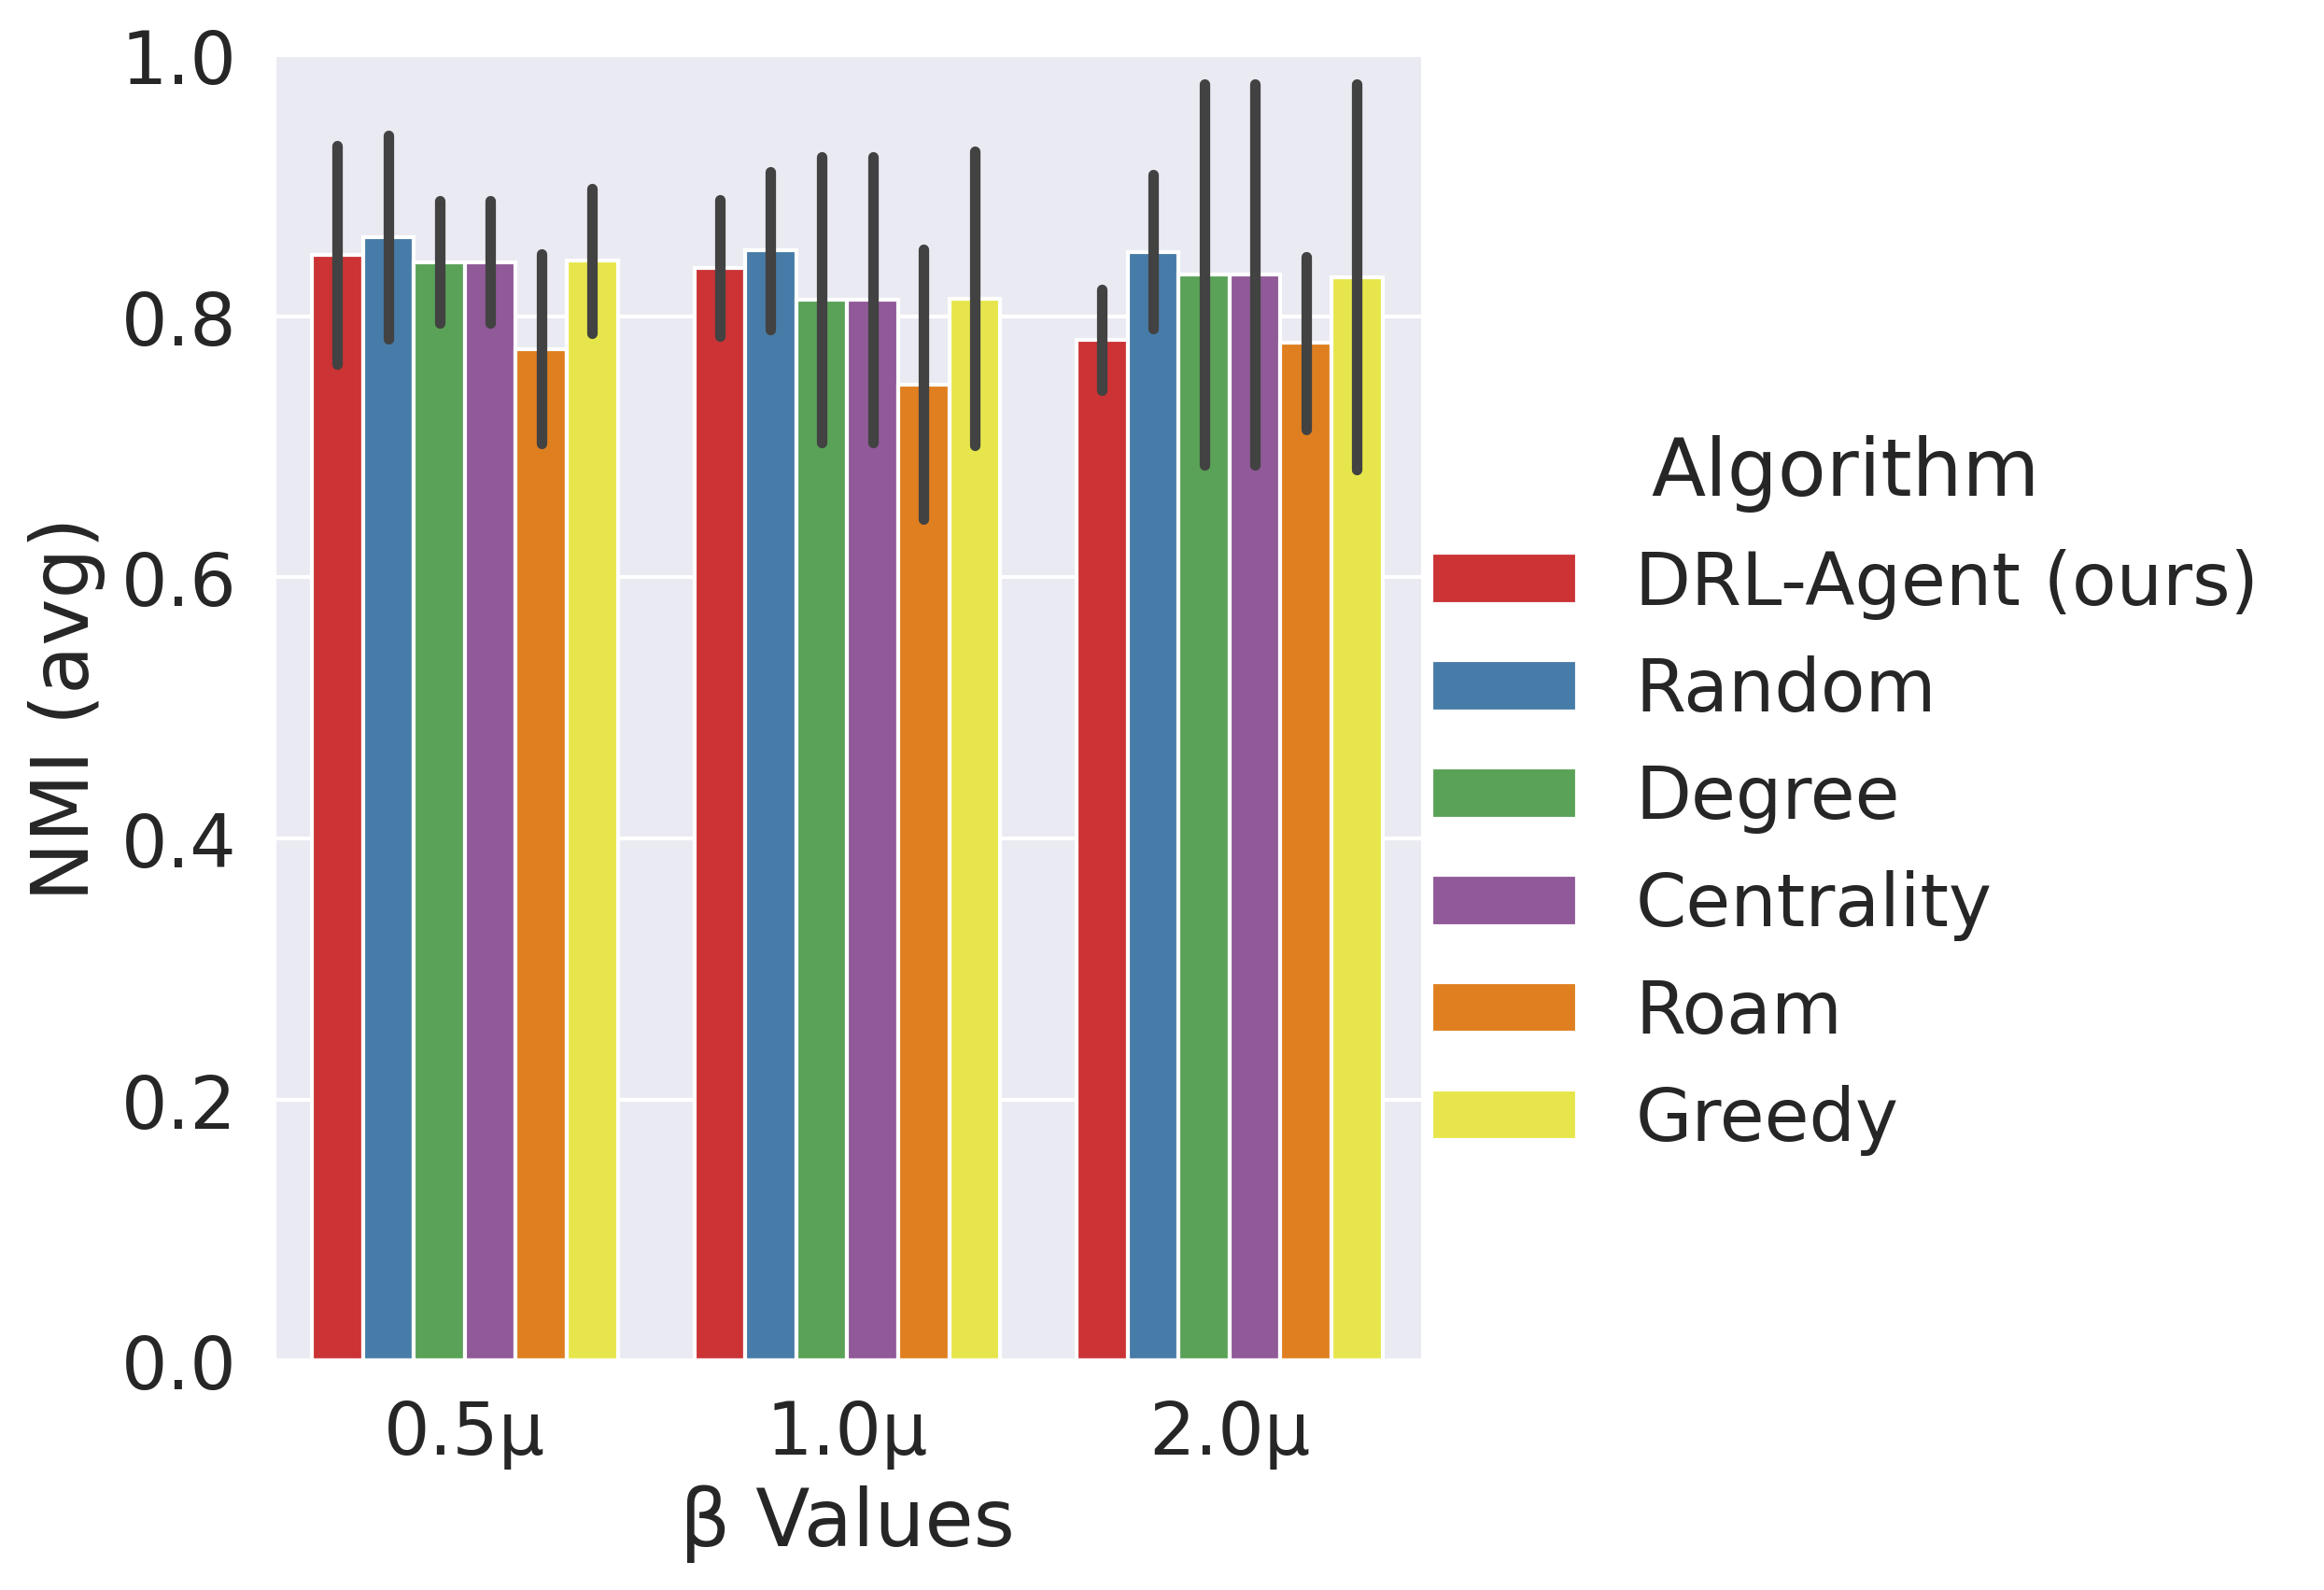 1.0
0.8
0.6
0.4
0.2
0.0
NMI (avg)
0.5μ 1.0μ 2.0μ
β Values
Algorithm
DRL-Agent (ours)
Random
Degree
Centrality
Roam
Greedy